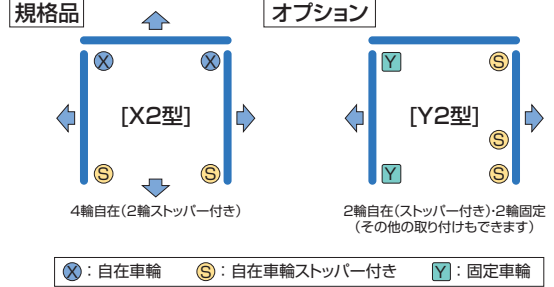 規格品
オプション
X X
[X2型]
S S
4輪自在(2輪ストッパー付き)
Y S
[Y2型]
S
Y S
2輪自在(ストッパー付き)・2輪固定
(その他の取り付けもできます)
X：自在車輪 S：自在車輪ストッパー付き Y：固定車輪